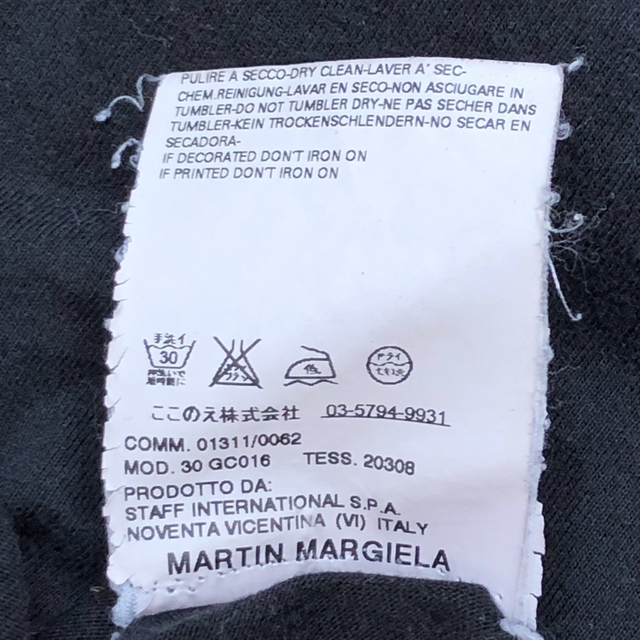 PULIRE A SECCO-DRY CLEAN-LAVER A' SEC-
CHEM.REINIGUNG-LAVAR EN SECO-NON ASCIUGARE IN
TUMBLER-DO NOT TUMBLER DRY-NE PAS SECHER DANS
TUMBLER-KEIN TROCKENSCHLENDERN-NO SECAR EN
SECADORA-
IF DECORATED DON'T IRON ON
IF PRINTED DON'T IRON ON
手洗イ
30
低
ドライ
ここのえ株式会社 03-5794-9931
COMM. 01311/0062
MOD. 30 GC016 TESS. 20308
PRODOTTO DA:
STAFF INTERNATIONAL S.P.A.
NOVENTA VICENTINA (VI) ITALY
MARTIN MARGIELA